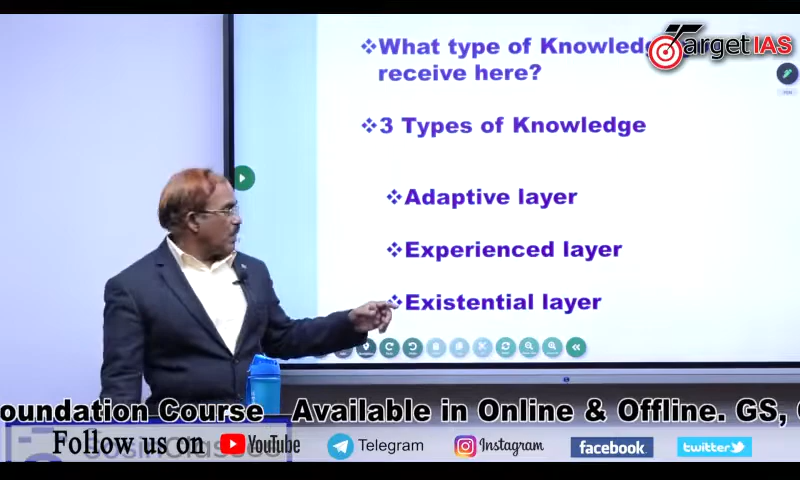 ❖What type of Knowledge
receive here?
TargetIAS
❖3 Types of Knowledge
❖Adaptive layer
❖Experienced layer
❖Existential layer
oundation Course Available in Online & Offline. GS,
Follow us on YouTube Telegram Instagram facebook twitter